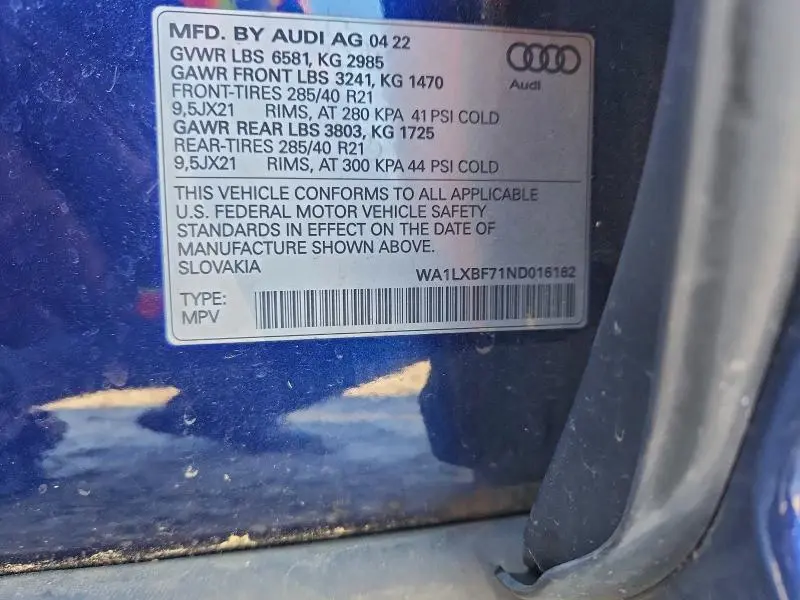 MFD. BY AUDI AG 04 22
GVWR LBS 6581, KG 2985
GAWR FRONT LBS 3241, KG 1470
FRONT-TIRES 285/40 R21
9,5JX21 RIMS, AT 280 KPA 41 PSI COLD
GAWR REAR LBS 3803, KG 1725
REAR-TIRES 285/40 R21
9,5JX21 RIMS, AT 300 KPA 44 PSI COLD
Audi
THIS VEHICLE CONFORMS TO ALL APPLICABLE
U.S. FEDERAL MOTOR VEHICLE SAFETY
STANDARDS IN EFFECT ON THE DATE OF
MANUFACTURE SHOWN ABOVE.
SLOVAKIA WA1LXBF71ND016162
TYPE:
MPV